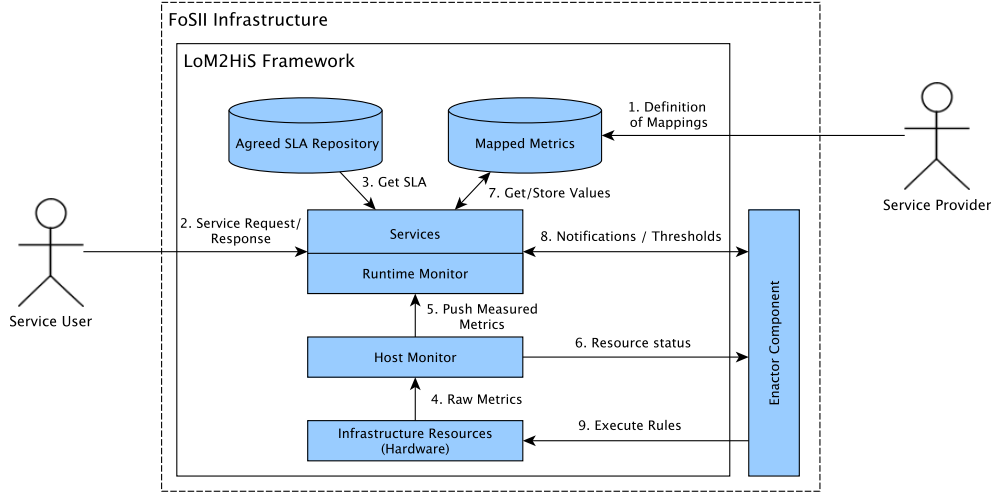 FoSII Infrastructure
LoM2HiS Framework
Agreed SLA Repository
Mapped Metrics
1. Definition
of Mappings
Service Provider
3. Get SLA
7. Get/Store Values
2. Service Request/
Response
Service User
Services
Runtime Monitor
8. Notifications / Thresholds
5. Push Measured
Metrics
Host Monitor
6. Resource status
Enactor Component
4. Raw Metrics
Infrastructure Resources
(Hardware)
9. Execute Rules